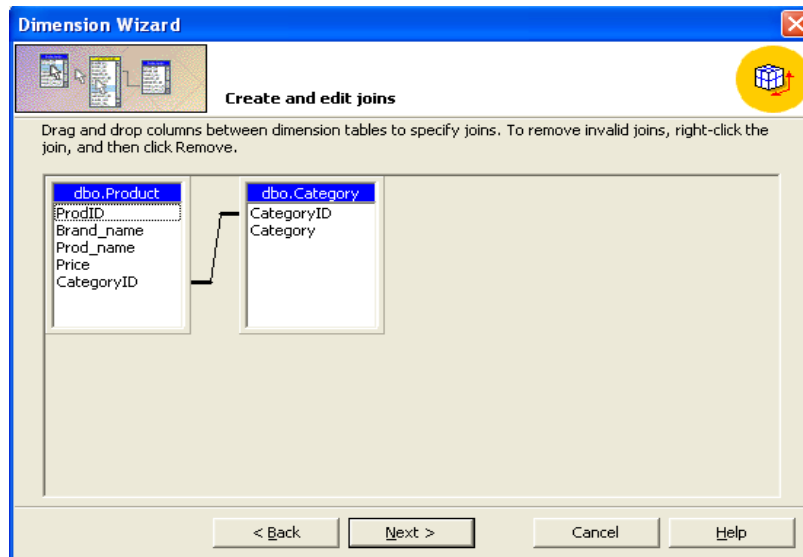 Dimension Wizard
Create and edit joins
Drag and drop columns between dimension tables to specify joins. To remove invalid joins, right-click the
join, and then click Remove.
dbo.Product
ProdID
Brand_name
Prod_name
Price
CategoryID
dbo.Category
CategoryID
Category
< Back
Next >
Cancel
Help